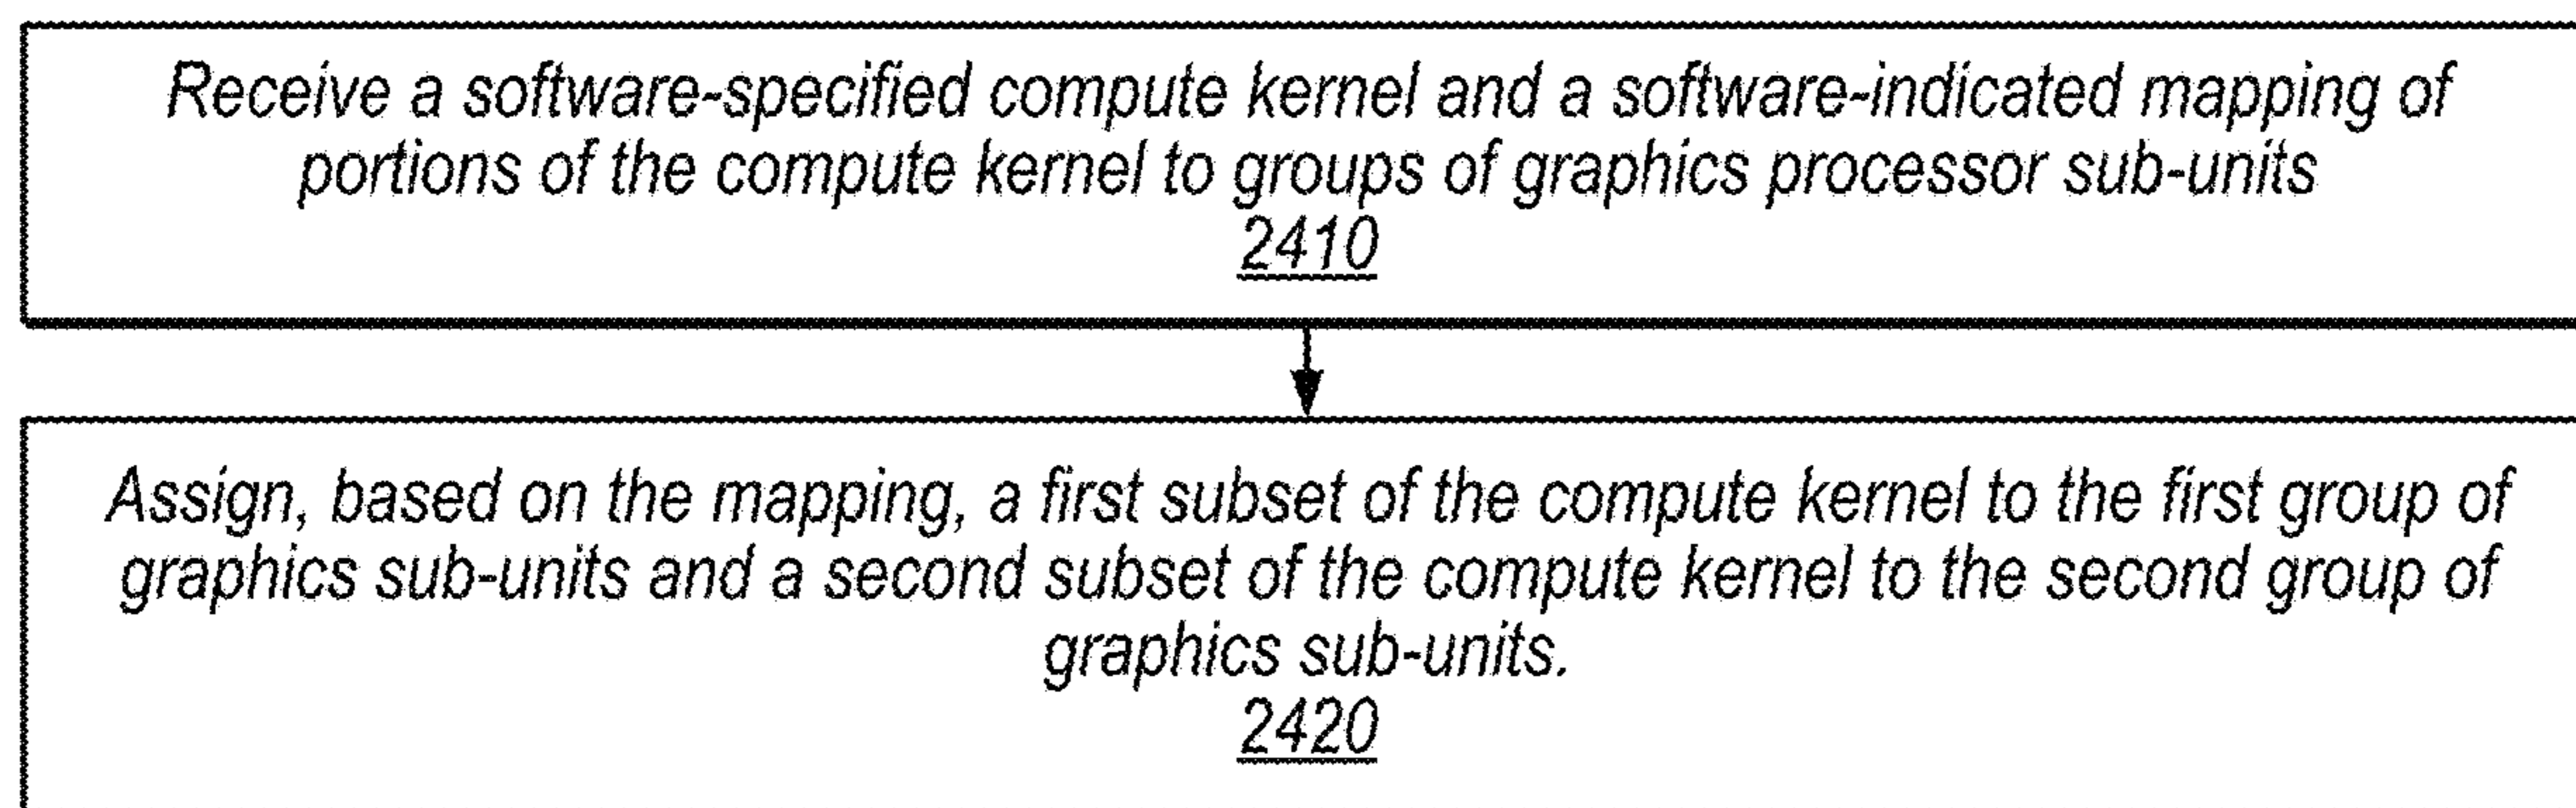 Receive a software-specified compute kernel and a software-indicated mapping of
portions of the compute kernel to groups of graphics processor sub-units
2410
Assign, based on the mapping, a first subset of the compute kernel to the first group of
graphics sub-units and a second subset of the compute kernel to the second group of
graphics sub-units.
2420